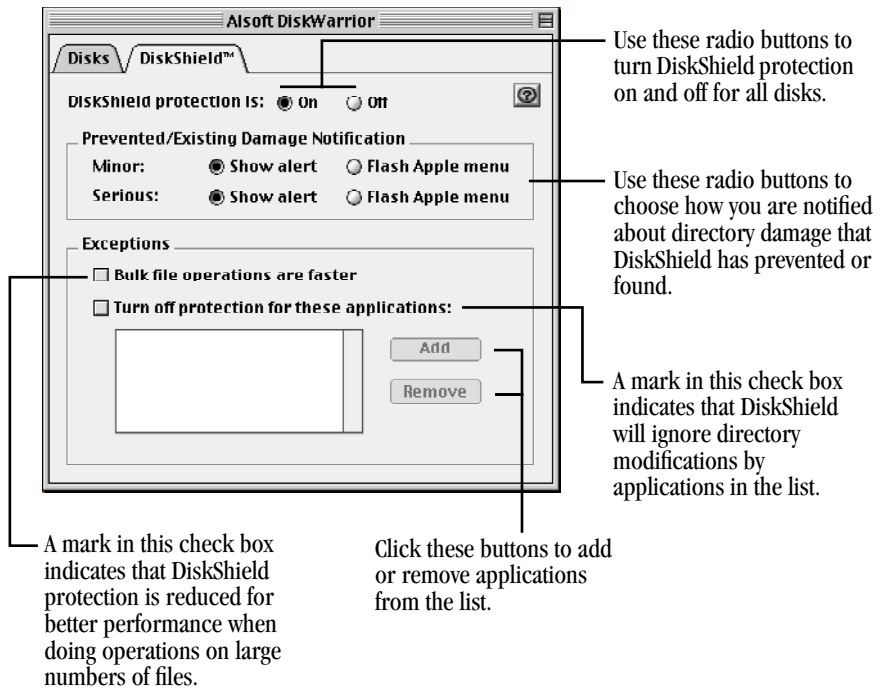 Alsoft DiskWarrior
Disks
DiskShield™
DiskShield protection is: On Off
Prevented/Existing Damage Notification
Minor: Show alert Flash Apple menu
Serious: Show alert Flash Apple menu
Exceptions
Bulk file operations are faster
Turn off protection for these applications:
Add
Remove
Use these radio buttons to
turn DiskShield protection
on and off for all disks.
Use these radio buttons to
choose how you are notified
about directory damage that
DiskShield has prevented or
found.
A mark in this check box
indicates that DiskShield
will ignore directory
modifications by
applications in the list.
A mark in this check box
indicates that DiskShield
protection is reduced for
better performance when
doing operations on large
numbers of files.
Click these buttons to add
or remove applications
from the list.